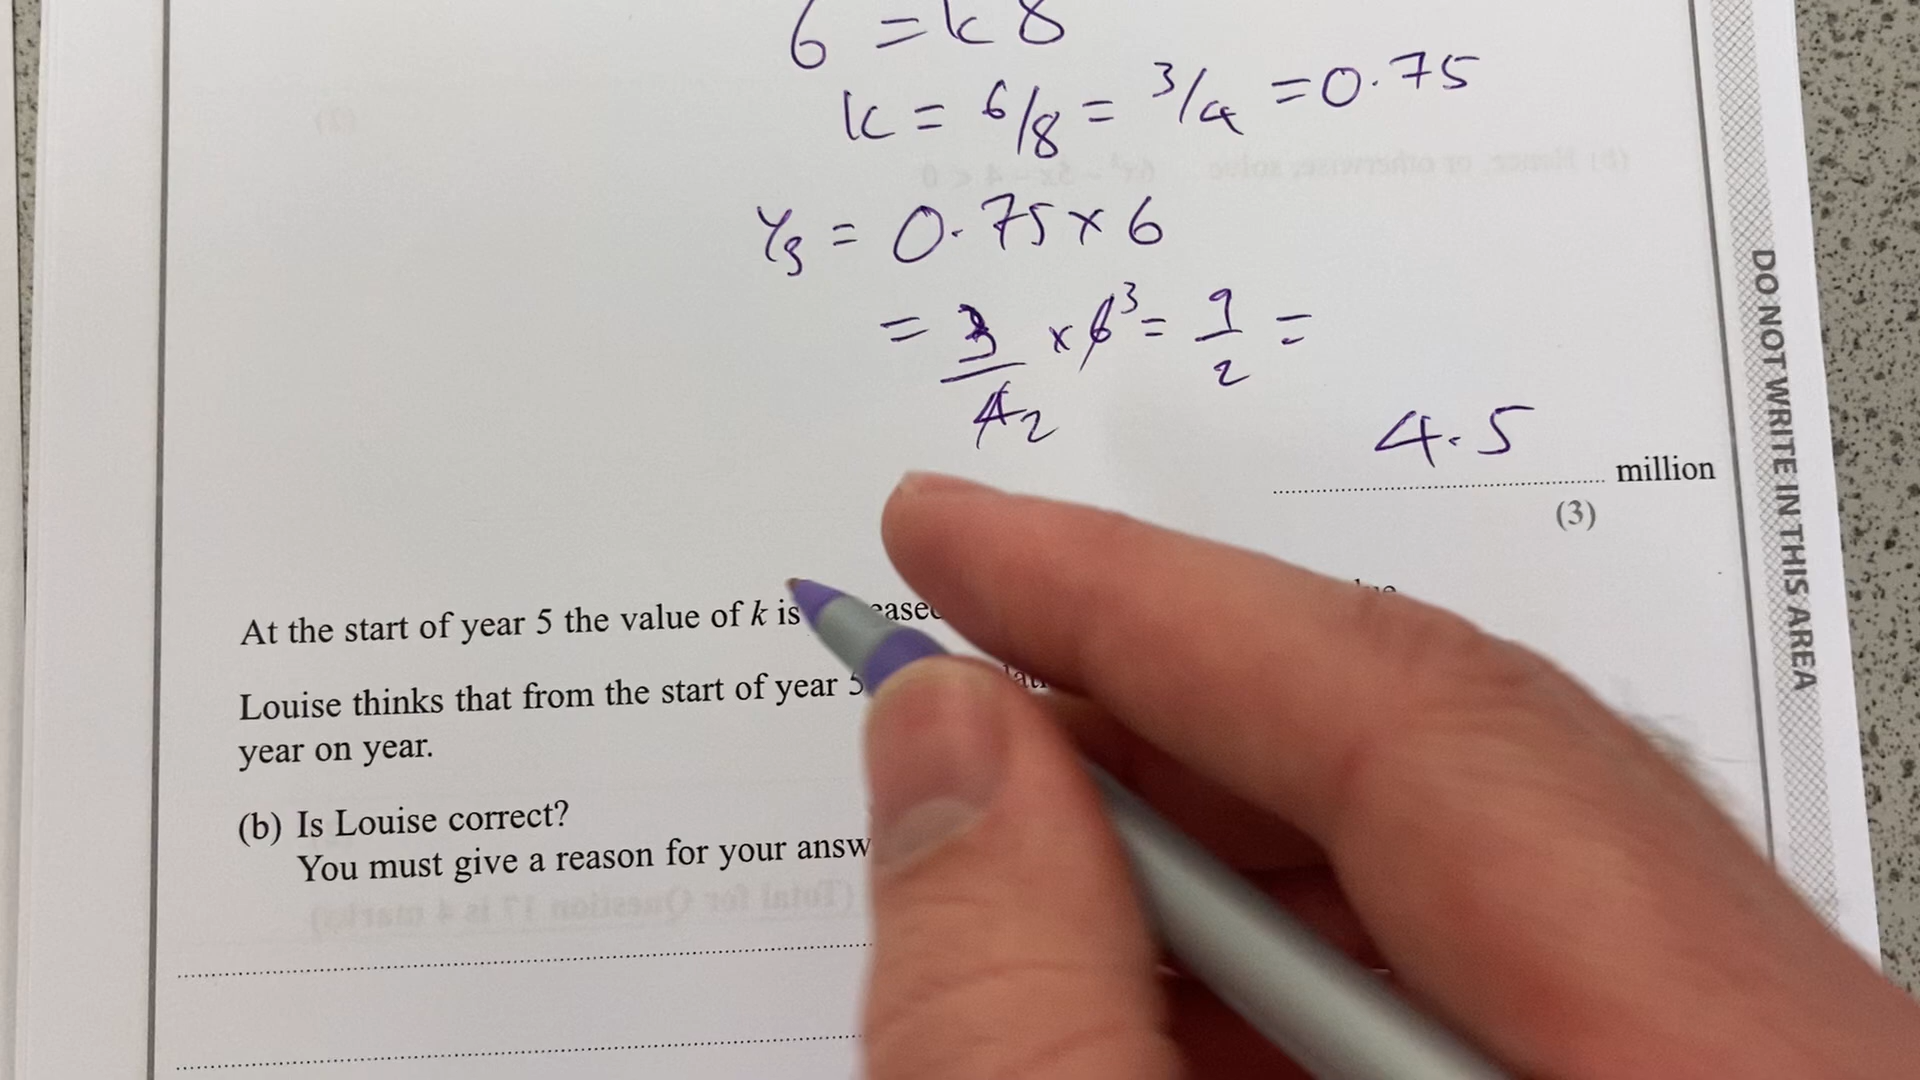 6 = k 8
k = 6/8 = 3/4 = 0.75
Y3 = 0.75 × 6
= 3/4 2 × 6 3 = 9/2 =
4.5
million
(3)
At the start of year 5 the value of k is
Louise thinks that from the start of year 5
year on year.
(b) Is Louise correct?
You must give a reason for your
DO NOT WRITE IN THIS AREA